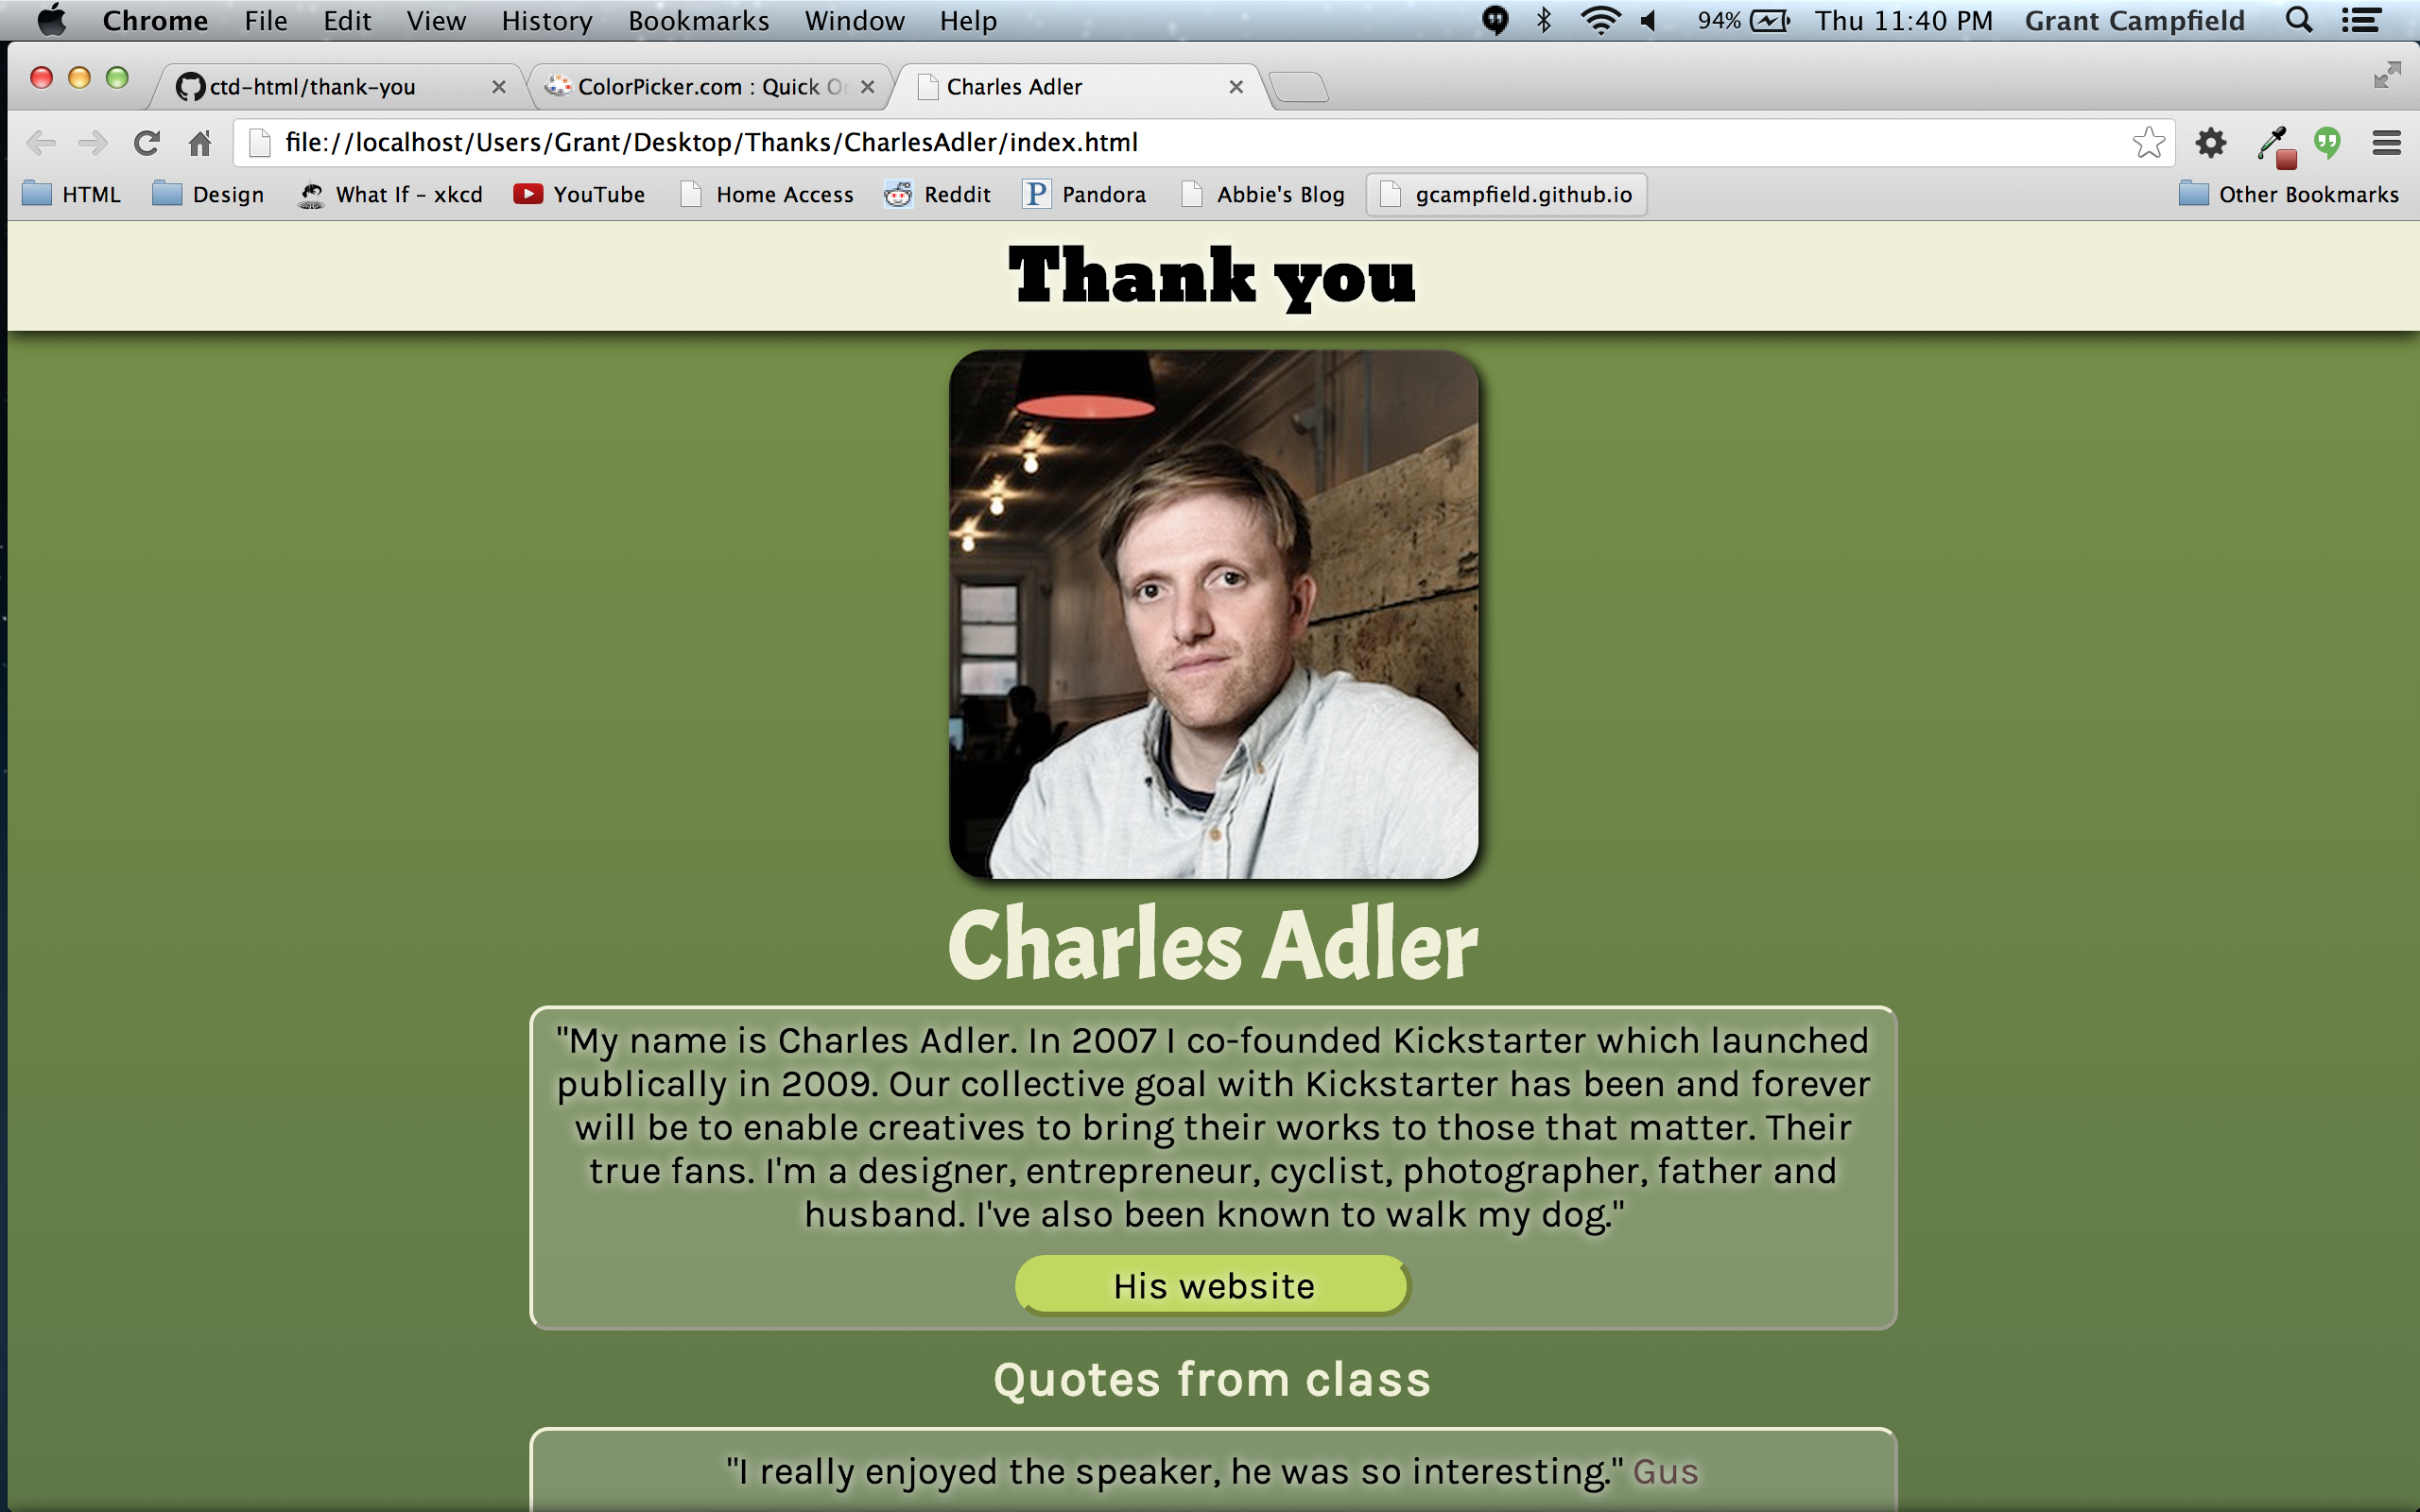 Chrome File Edit View History Bookmarks Window Help 94% Thu 11:40 PM Grant Campfield
ctd-html/thank-you ColorPicker.com : Quick Or Charles Adler
file://localhost/Users/Grant/Desktop/Thanks/CharlesAdler/index.html
HTML Design What If – xkcd YouTube Home Access Reddit P Pandora Abbie's Blog gcampfield.github.io Other Bookmarks
Thank you
Charles Adler
"My name is Charles Adler. In 2007 I co-founded Kickstarter which launched
publically in 2009. Our collective goal with Kickstarter has been and forever
will be to enable creatives to bring their works to those that matter. Their
true fans. I'm a designer, entrepreneur, cyclist, photographer, father and
husband. I've also been known to walk my dog."
His website
Quotes from class
"I really enjoyed the speaker, he was so interesting." Gus